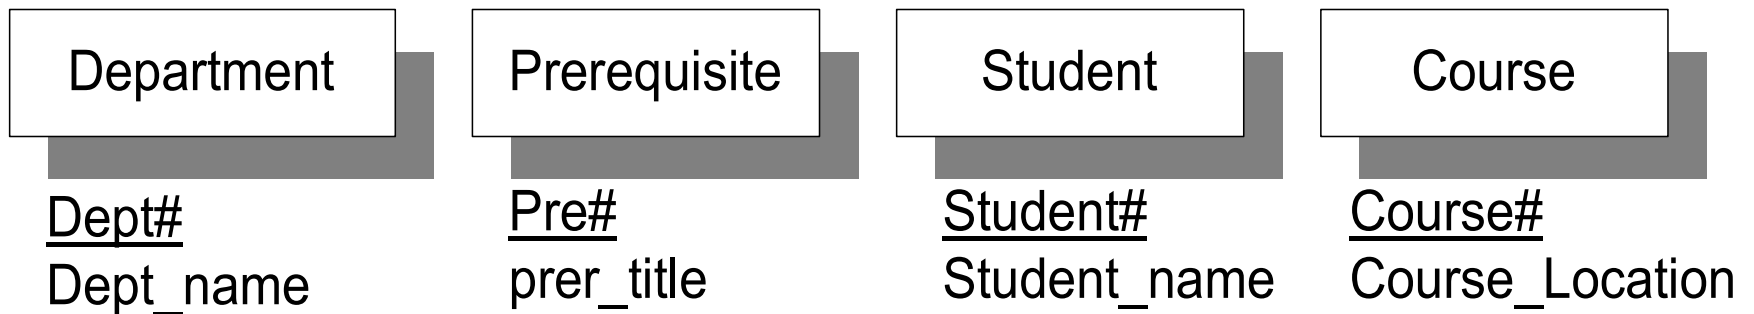 Department Prerequisite Student Course
Dept# Pre# Student# Course#
Dept_name prer_title Student_name Course_Location